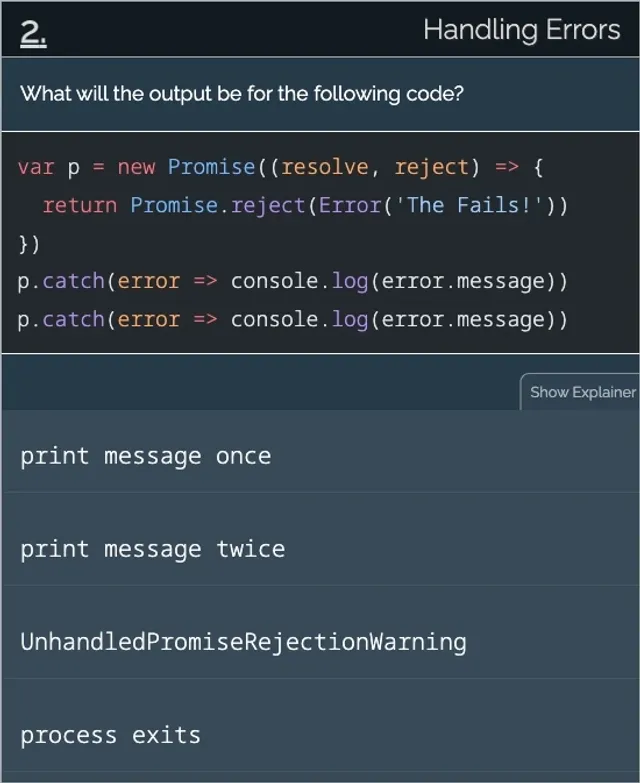 2.
Handling Errors
What will the output be for the following code?
var p = new Promise((resolve, reject) => {
  return Promise.reject(Error('The Fails!'))
})
p.catch(error => console.log(error.message))
p.catch(error => console.log(error.message))
Show Explainer
print message once
print message twice
UnhandledPromiseRejectionWarning
process exits